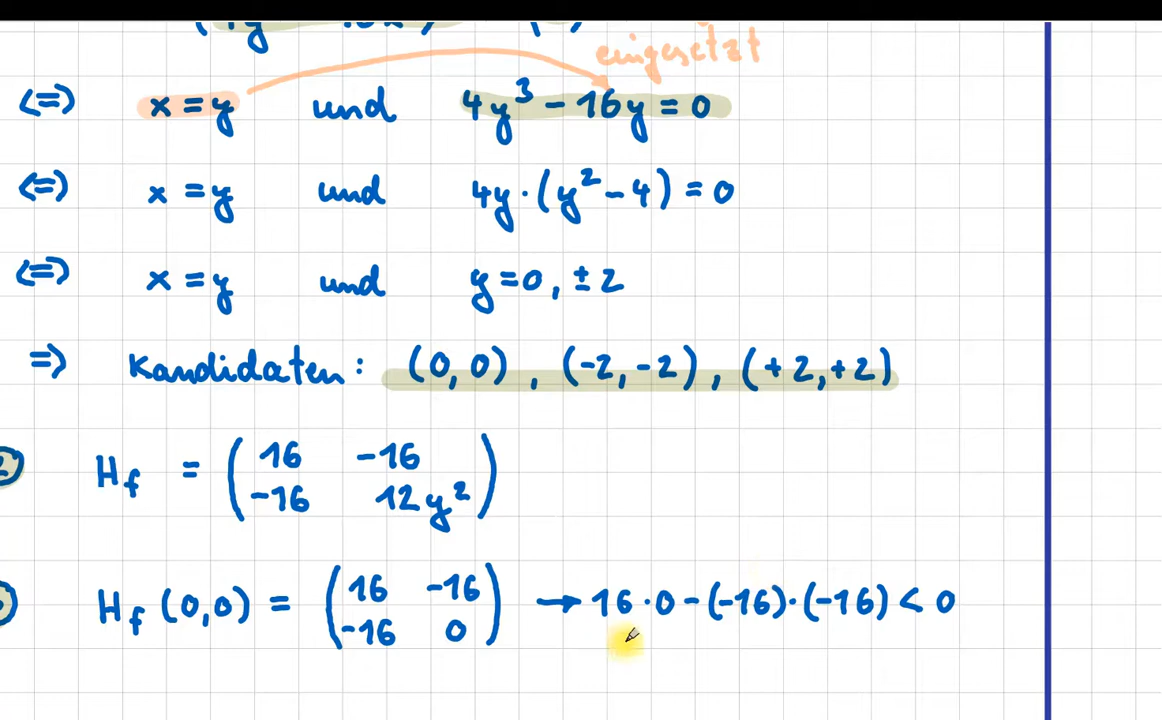 eingesetzt
<=> x = y und 4y³ - 16y = 0
<=> x = y und 4y·(y² - 4) = 0
<=> x = y und y = 0, ± 2
=> Kandidaten: (0,0), (-2,-2), (+2,+2)
H_f = (16 -16
-16 12y²)
H_f (0,0) = (16 -16
-16 0) → 16·0 - (-16)·(-16) < 0